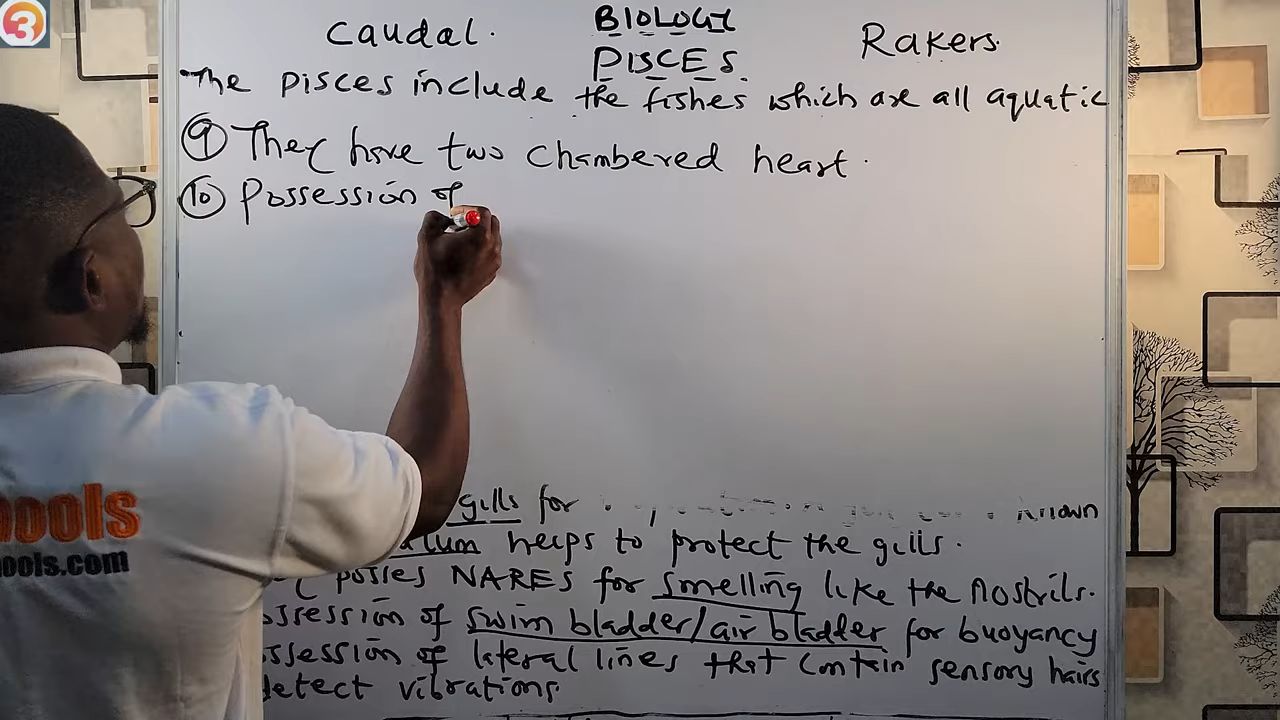 3
BIOLOGY
Caudal.
PISCES.
Rakers.
The Pisces include the fishes which are all aquatic
9 They have two Chambered heart.
10 Possession of
gills for known
helps to protect the gills.
posses NARES for smelling like the nostrils.
ssession of swim bladder/air bladder for buoyancy
ssession of lateral lines that contain sensory hairs
detect vibrations.
ools
ools.com